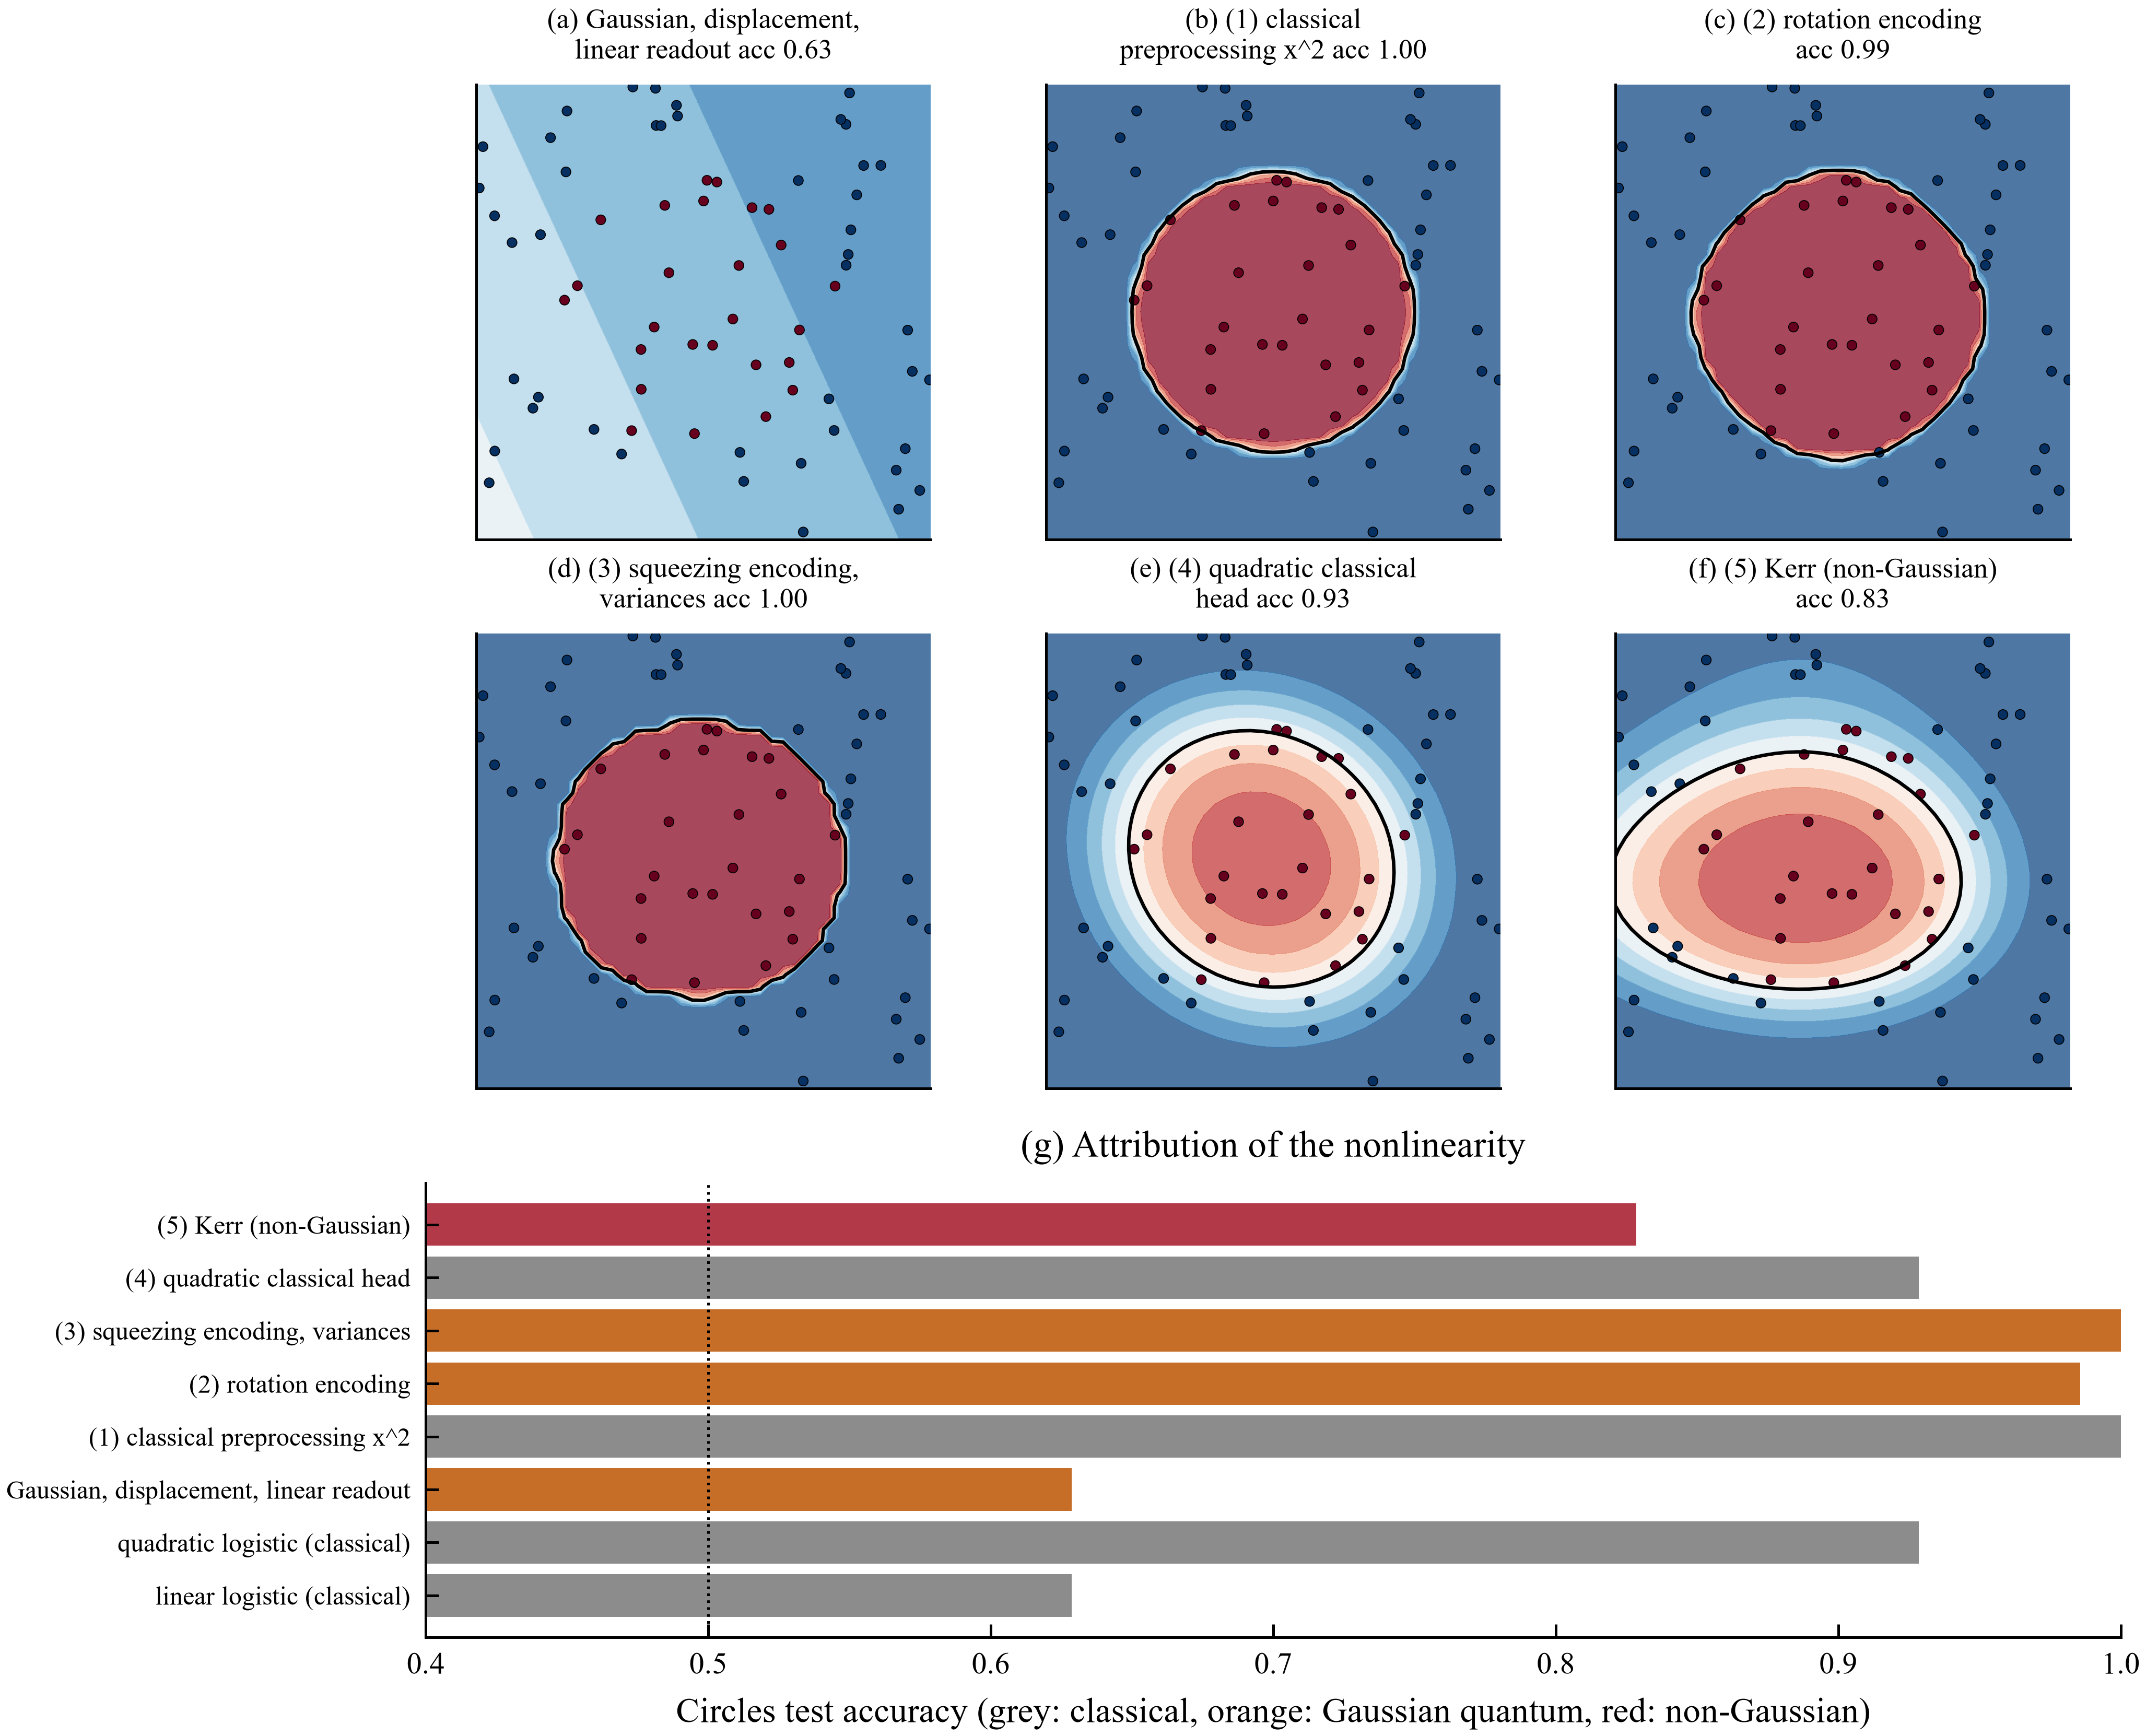 (a) Gaussian, displacement,
linear readout acc 0.63
(b) (1) classical
preprocessing x^2 acc 1.00
(c) (2) rotation encoding
acc 0.99
(d) (3) squeezing encoding,
variances acc 1.00
(e) (4) quadratic classical
head acc 0.93
(f) (5) Kerr (non-Gaussian)
acc 0.83
(g) Attribution of the nonlinearity
(5) Kerr (non-Gaussian)
(4) quadratic classical head
(3) squeezing encoding, variances
(2) rotation encoding
(1) classical preprocessing x^2
Gaussian, displacement, linear readout
quadratic logistic (classical)
linear logistic (classical)
0.4 0.5 0.6 0.7 0.8 0.9 1.0
Circles test accuracy (grey: classical, orange: Gaussian quantum, red: non-Gaussian)